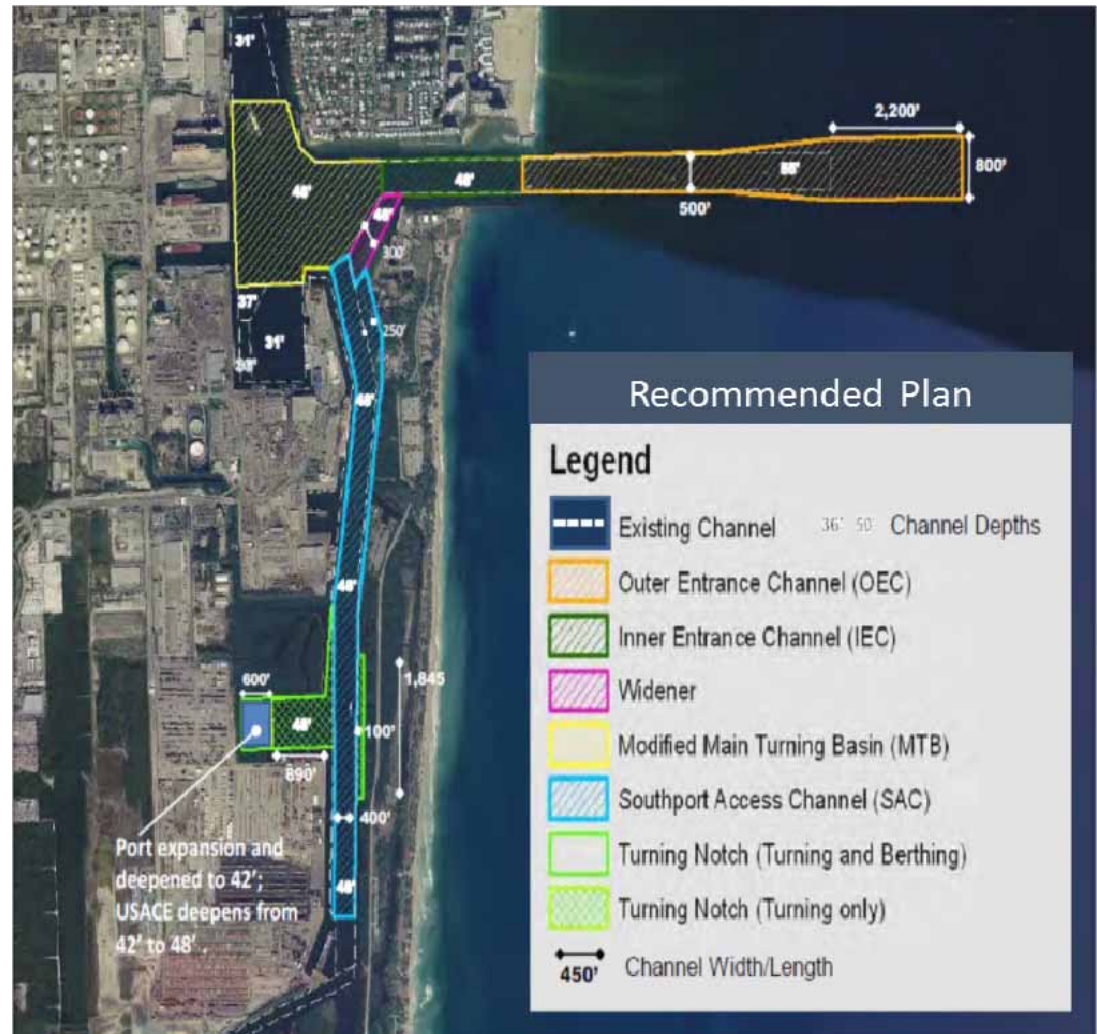 31'
2,200'
48'
48'
55'
800'
500'
48'
300'
37'
31'
250'
48'
48'
600'
1,845
48'
100'
890'
400'
48'
Port expansion and
deepened to 42';
USACE deepens from
42' to 48'.
Recommended Plan
Legend
Existing Channel
36' 50' Channel Depths
Outer Entrance Channel (OEC)
Inner Entrance Channel (IEC)
Widener
Modified Main Turning Basin (MTB)
Southport Access Channel (SAC)
Turning Notch (Turning and Berthing)
Turning Notch (Turning only)
450'
Channel Width/Length